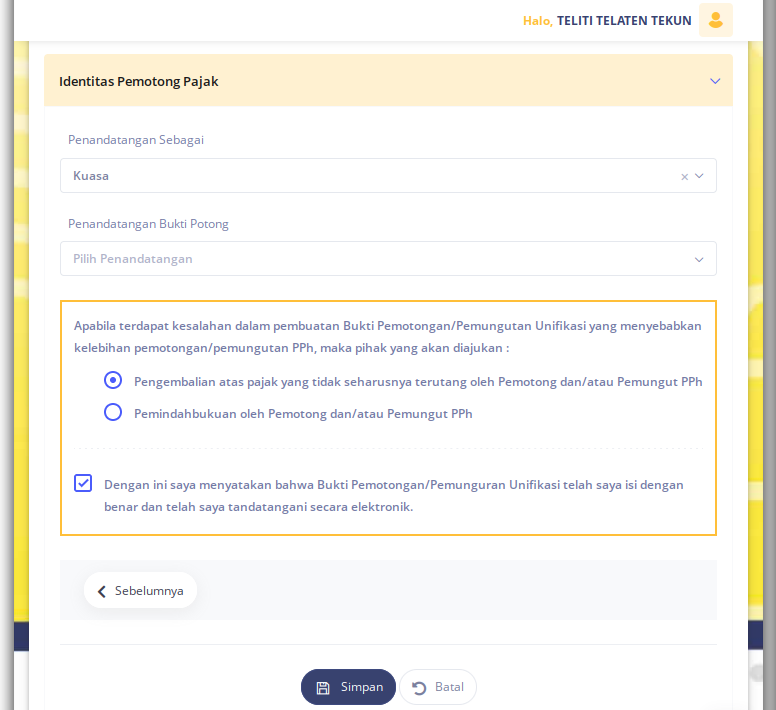 Halo, TELITI TELATEN TEKUN
Identitas Pemotong Pajak
Penandatangan Sebagai
Kuasa
Penandatangan Bukti Potong
Pilih Penandatangan
Apabila terdapat kesalahan dalam pembuatan Bukti Pemotongan/Pemungutan Unifikasi yang menyebabkan
kelebihan pemotongan/pemungutan PPh, maka pihak yang akan diajukan :
Pengembalian atas pajak yang tidak seharusnya terutang oleh Pemotong dan/atau Pemungut PPh
Pemindahbukuan oleh Pemotong dan/atau Pemungut PPh
Dengan ini saya menyatakan bahwa Bukti Pemotongan/Pemunguran Unifikasi telah saya isi dengan
benar dan telah saya tandatangani secara elektronik.
Sebelumnya
Simpan Batal